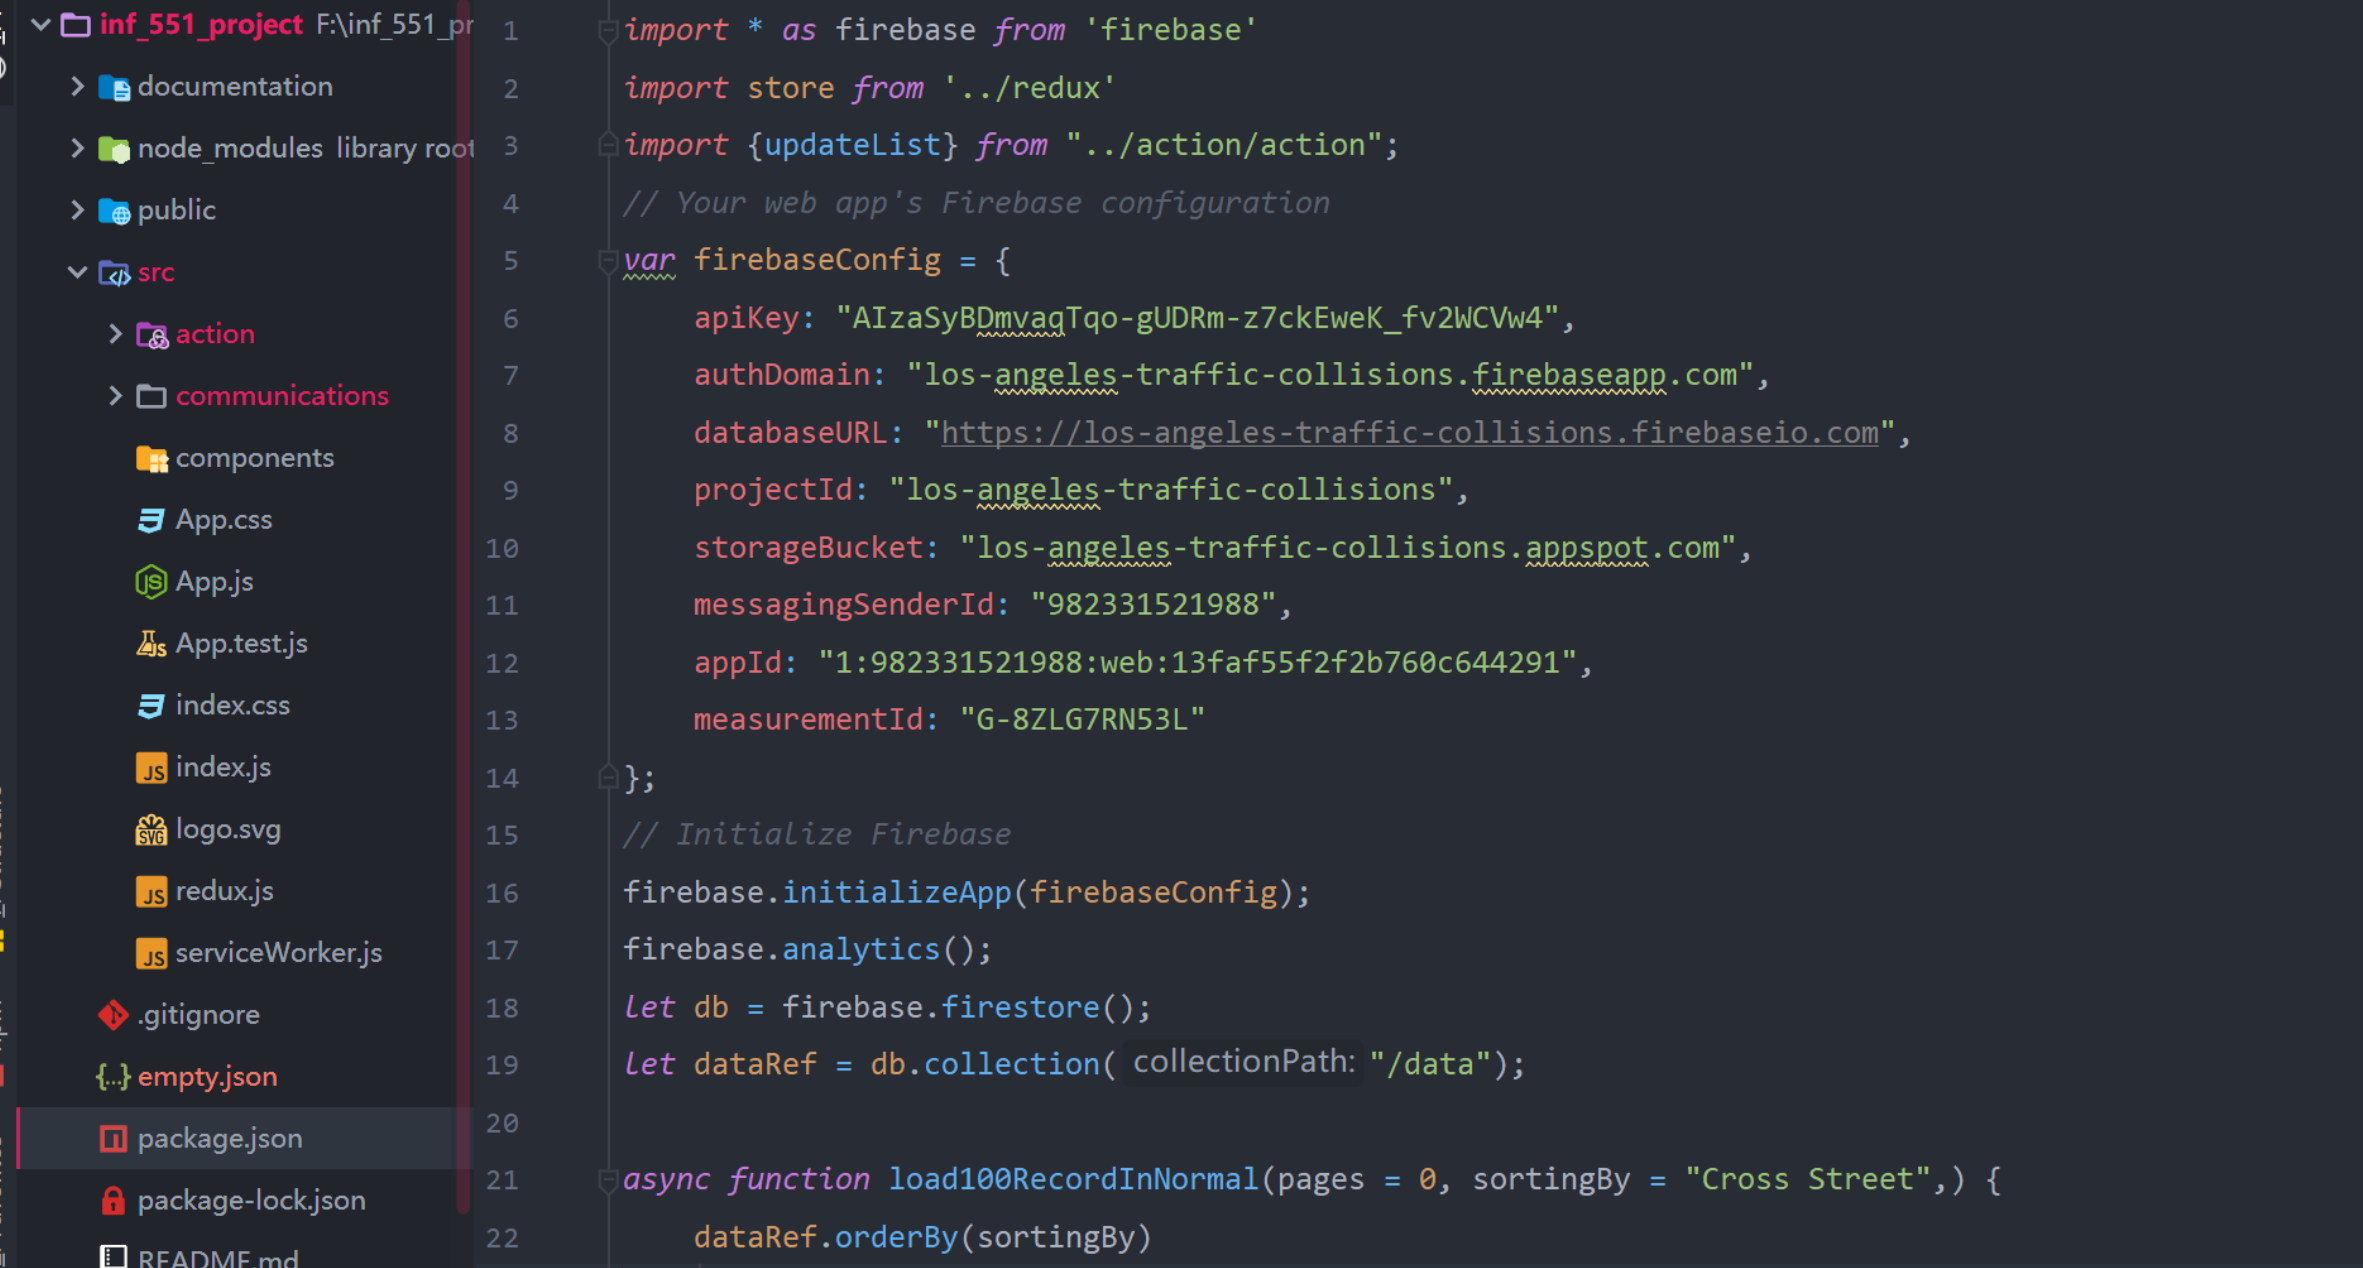 inf_551_project F:\inf_551_pr
documentation
node_modules library root
public
src
action
communications
components
App.css
App.js
App.test.js
index.css
index.js
logo.svg
redux.js
serviceWorker.js
.gitignore
empty.json
package.json
package-lock.json
README.md
1 import * as firebase from 'firebase'
2 import store from '../redux'
3 import {updateList} from "../action/action";
4 // Your web app's Firebase configuration
5 var firebaseConfig = {
6 apiKey: "AIzaSyBDmvaqTqo-gUDRm-z7ckEweK_fv2WCVw4",
7 authDomain: "los-angeles-traffic-collisions.firebaseapp.com",
8 databaseURL: "https://los-angeles-traffic-collisions.firebaseio.com",
9 projectId: "los-angeles-traffic-collisions",
10 storageBucket: "los-angeles-traffic-collisions.appspot.com",
11 messagingSenderId: "982331521988",
12 appId: "1:982331521988:web:13faf55f2f2b760c644291",
13 measurementId: "G-8ZLG7RN53L"
14 };
15 // Initialize Firebase
16 firebase.initializeApp(firebaseConfig);
17 firebase.analytics();
18 let db = firebase.firestore();
19 let dataRef = db.collection( collectionPath: "/data");
20
21 async function load100RecordInNormal(pages = 0, sortingBy = "Cross Street",) {
22 dataRef.orderBy(sortingBy)